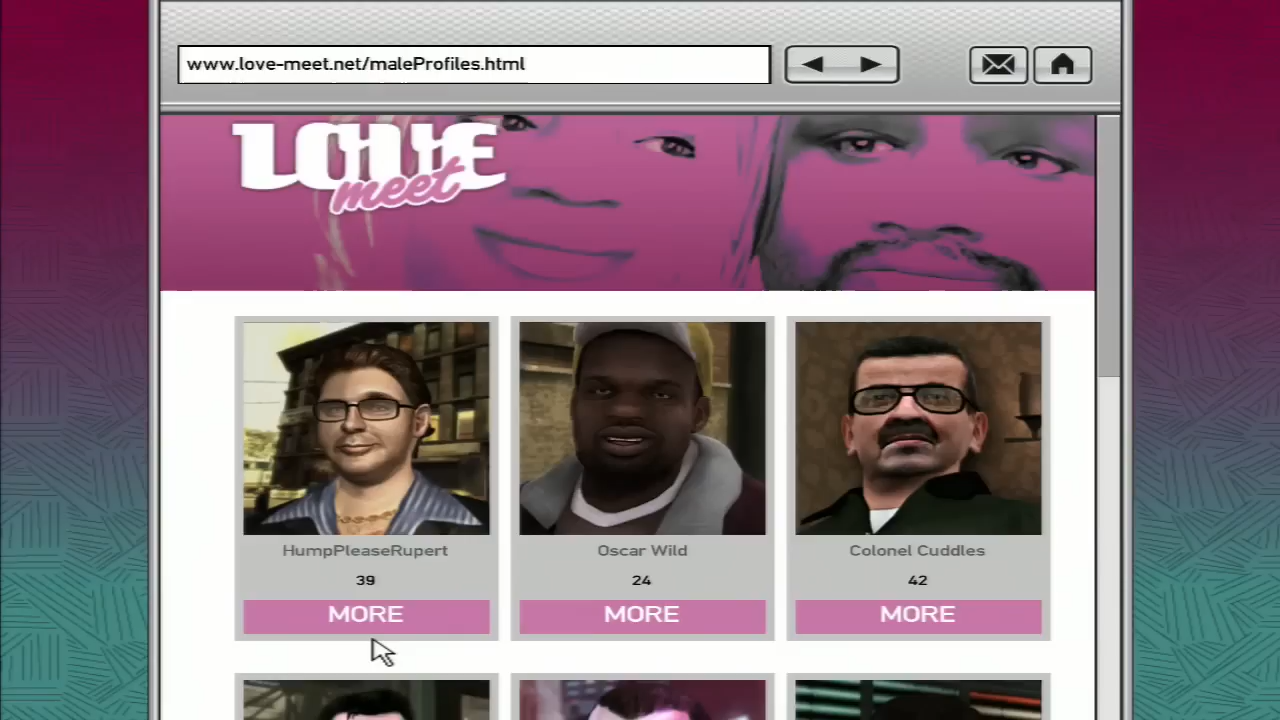 www.love-meet.net/maleProfiles.html
LOVE
meet
HumpPleaseRupert
39
MORE
Oscar Wild
24
MORE
Colonel Cuddles
42
MORE